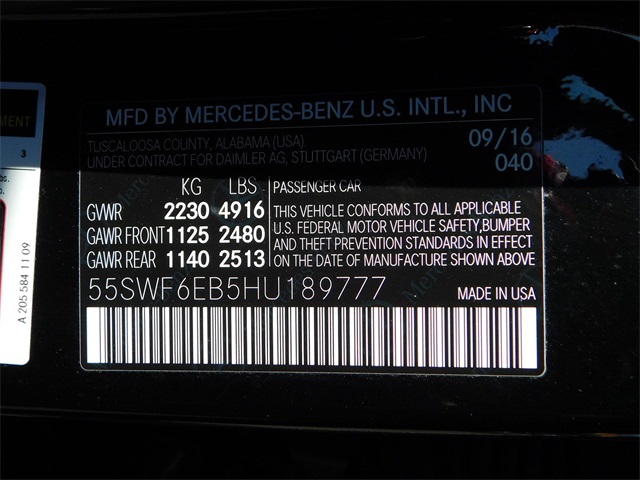 MFD BY MERCEDES-BENZ U.S. INTL., INC
TUSCALOOSA COUNTY, ALABAMA (USA) 09/16
UNDER CONTRACT FOR DAIMLER AG, STUTTGART (GERMANY) 040
KG LBS PASSENGER CAR
GVWR 2230 4916 THIS VEHICLE CONFORMS TO ALL APPLICABLE
GAWR FRONT 1125 2480 U.S. FEDERAL MOTOR VEHICLE SAFETY,BUMPER
AND THEFT PREVENTION STANDARDS IN EFFECT
GAWR REAR 1140 2513 ON THE DATE OF MANUFACTURE SHOWN ABOVE
55SWF6EB5HU189777 MADE IN USA
MENT
3
bs.
s.
A 205 584 11 09